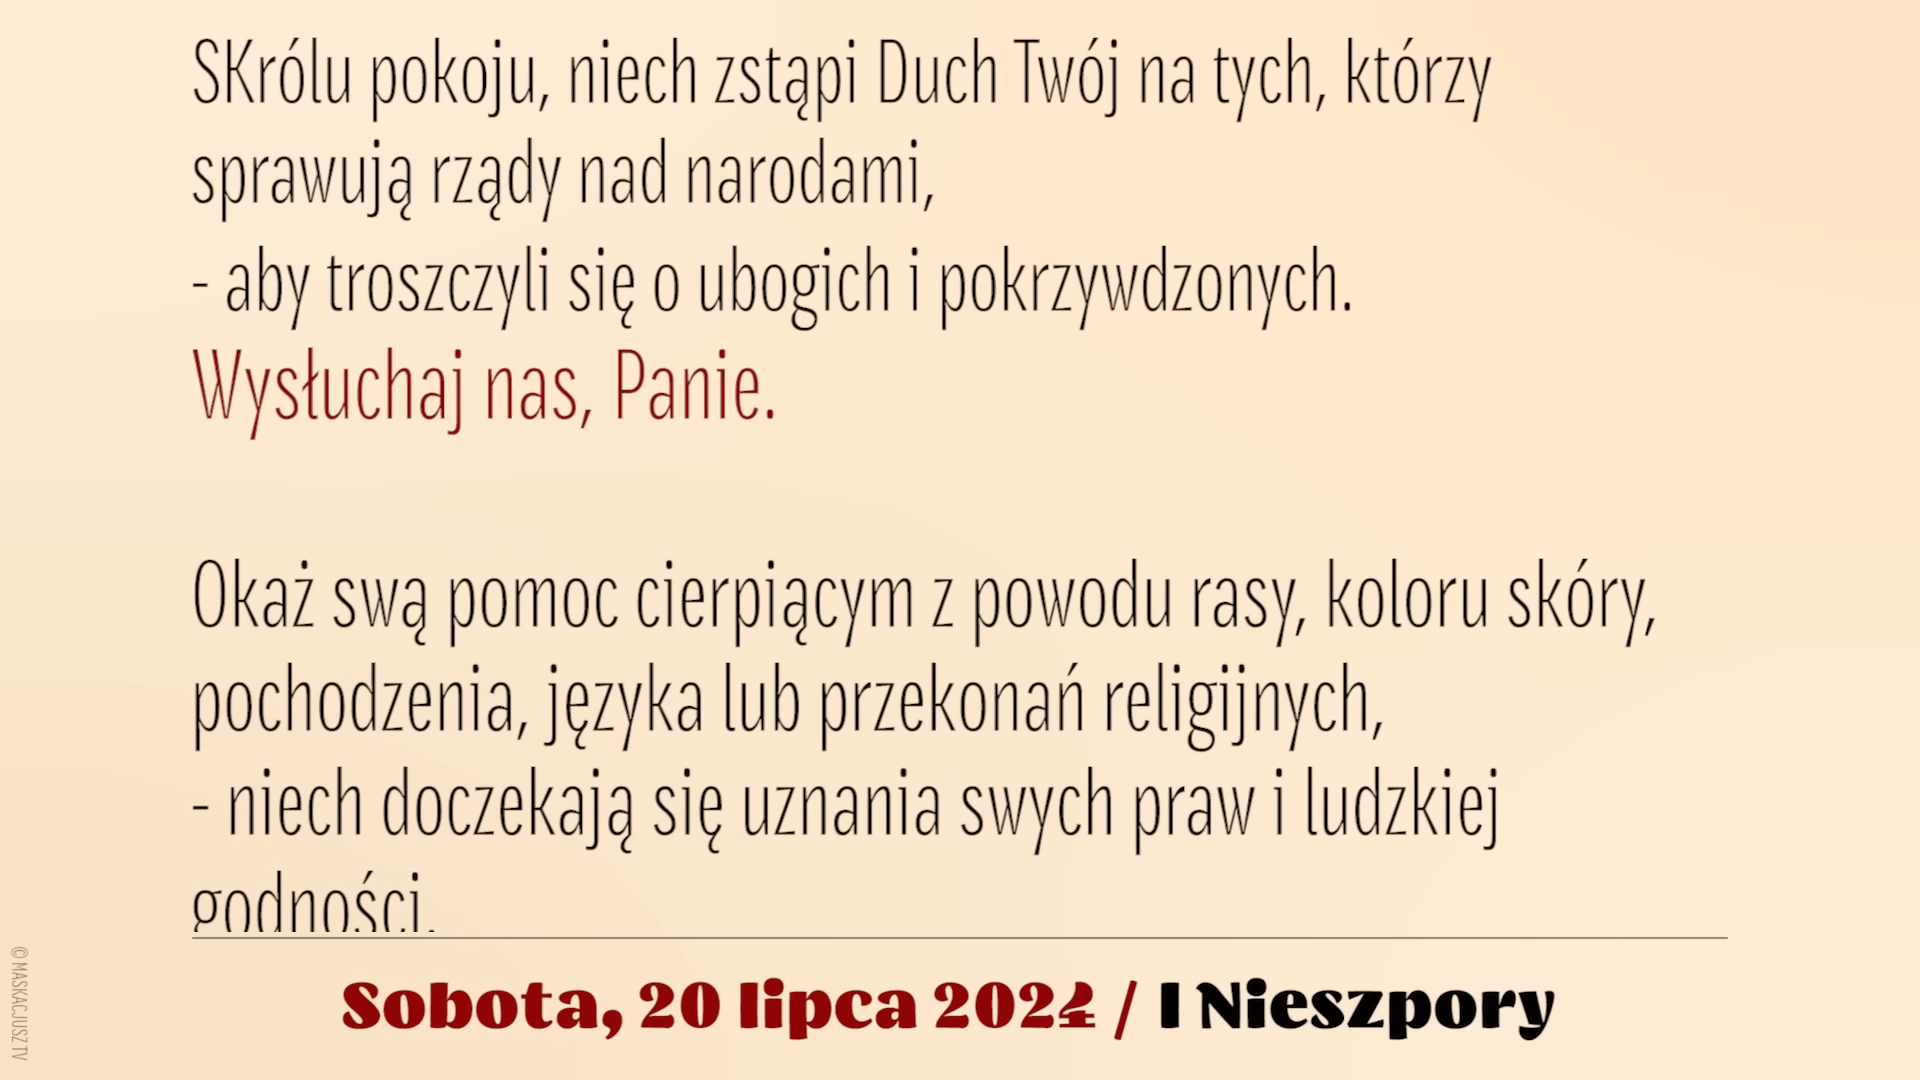 SKrólu pokoju, niech zstąpi Duch Twój na tych, którzy
sprawują rządy nad narodami,
- aby troszczyli się o ubogich i pokrzywdzonych.
Wysłuchaj nas, Panie.
Okaż swą pomoc cierpiącym z powodu rasy, koloru skóry,
pochodzenia, języka lub przekonań religijnych,
- niech doczekają się uznania swych praw i ludzkiej
godności.
Sobota, 20 lipca 2024 / I Nieszpory
© MASKACJUSZ TV